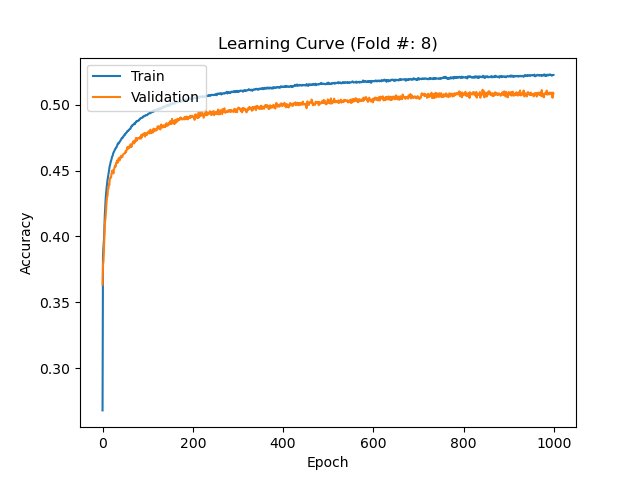 Learning Curve (Fold #: 8)
Train
Validation
Accuracy
0.50
0.45
0.40
0.35
0.30
0 200 400 600 800 1000
Epoch